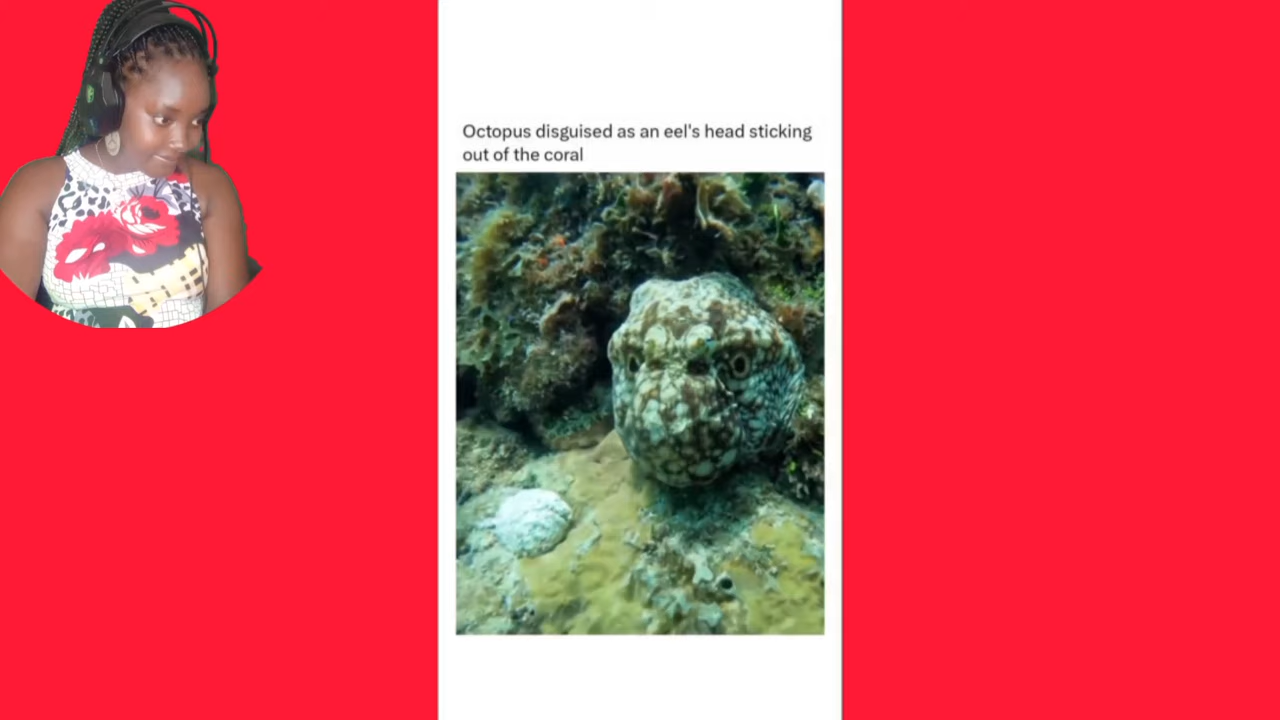 Octopus disguised as an eel's head sticking
out of the coral